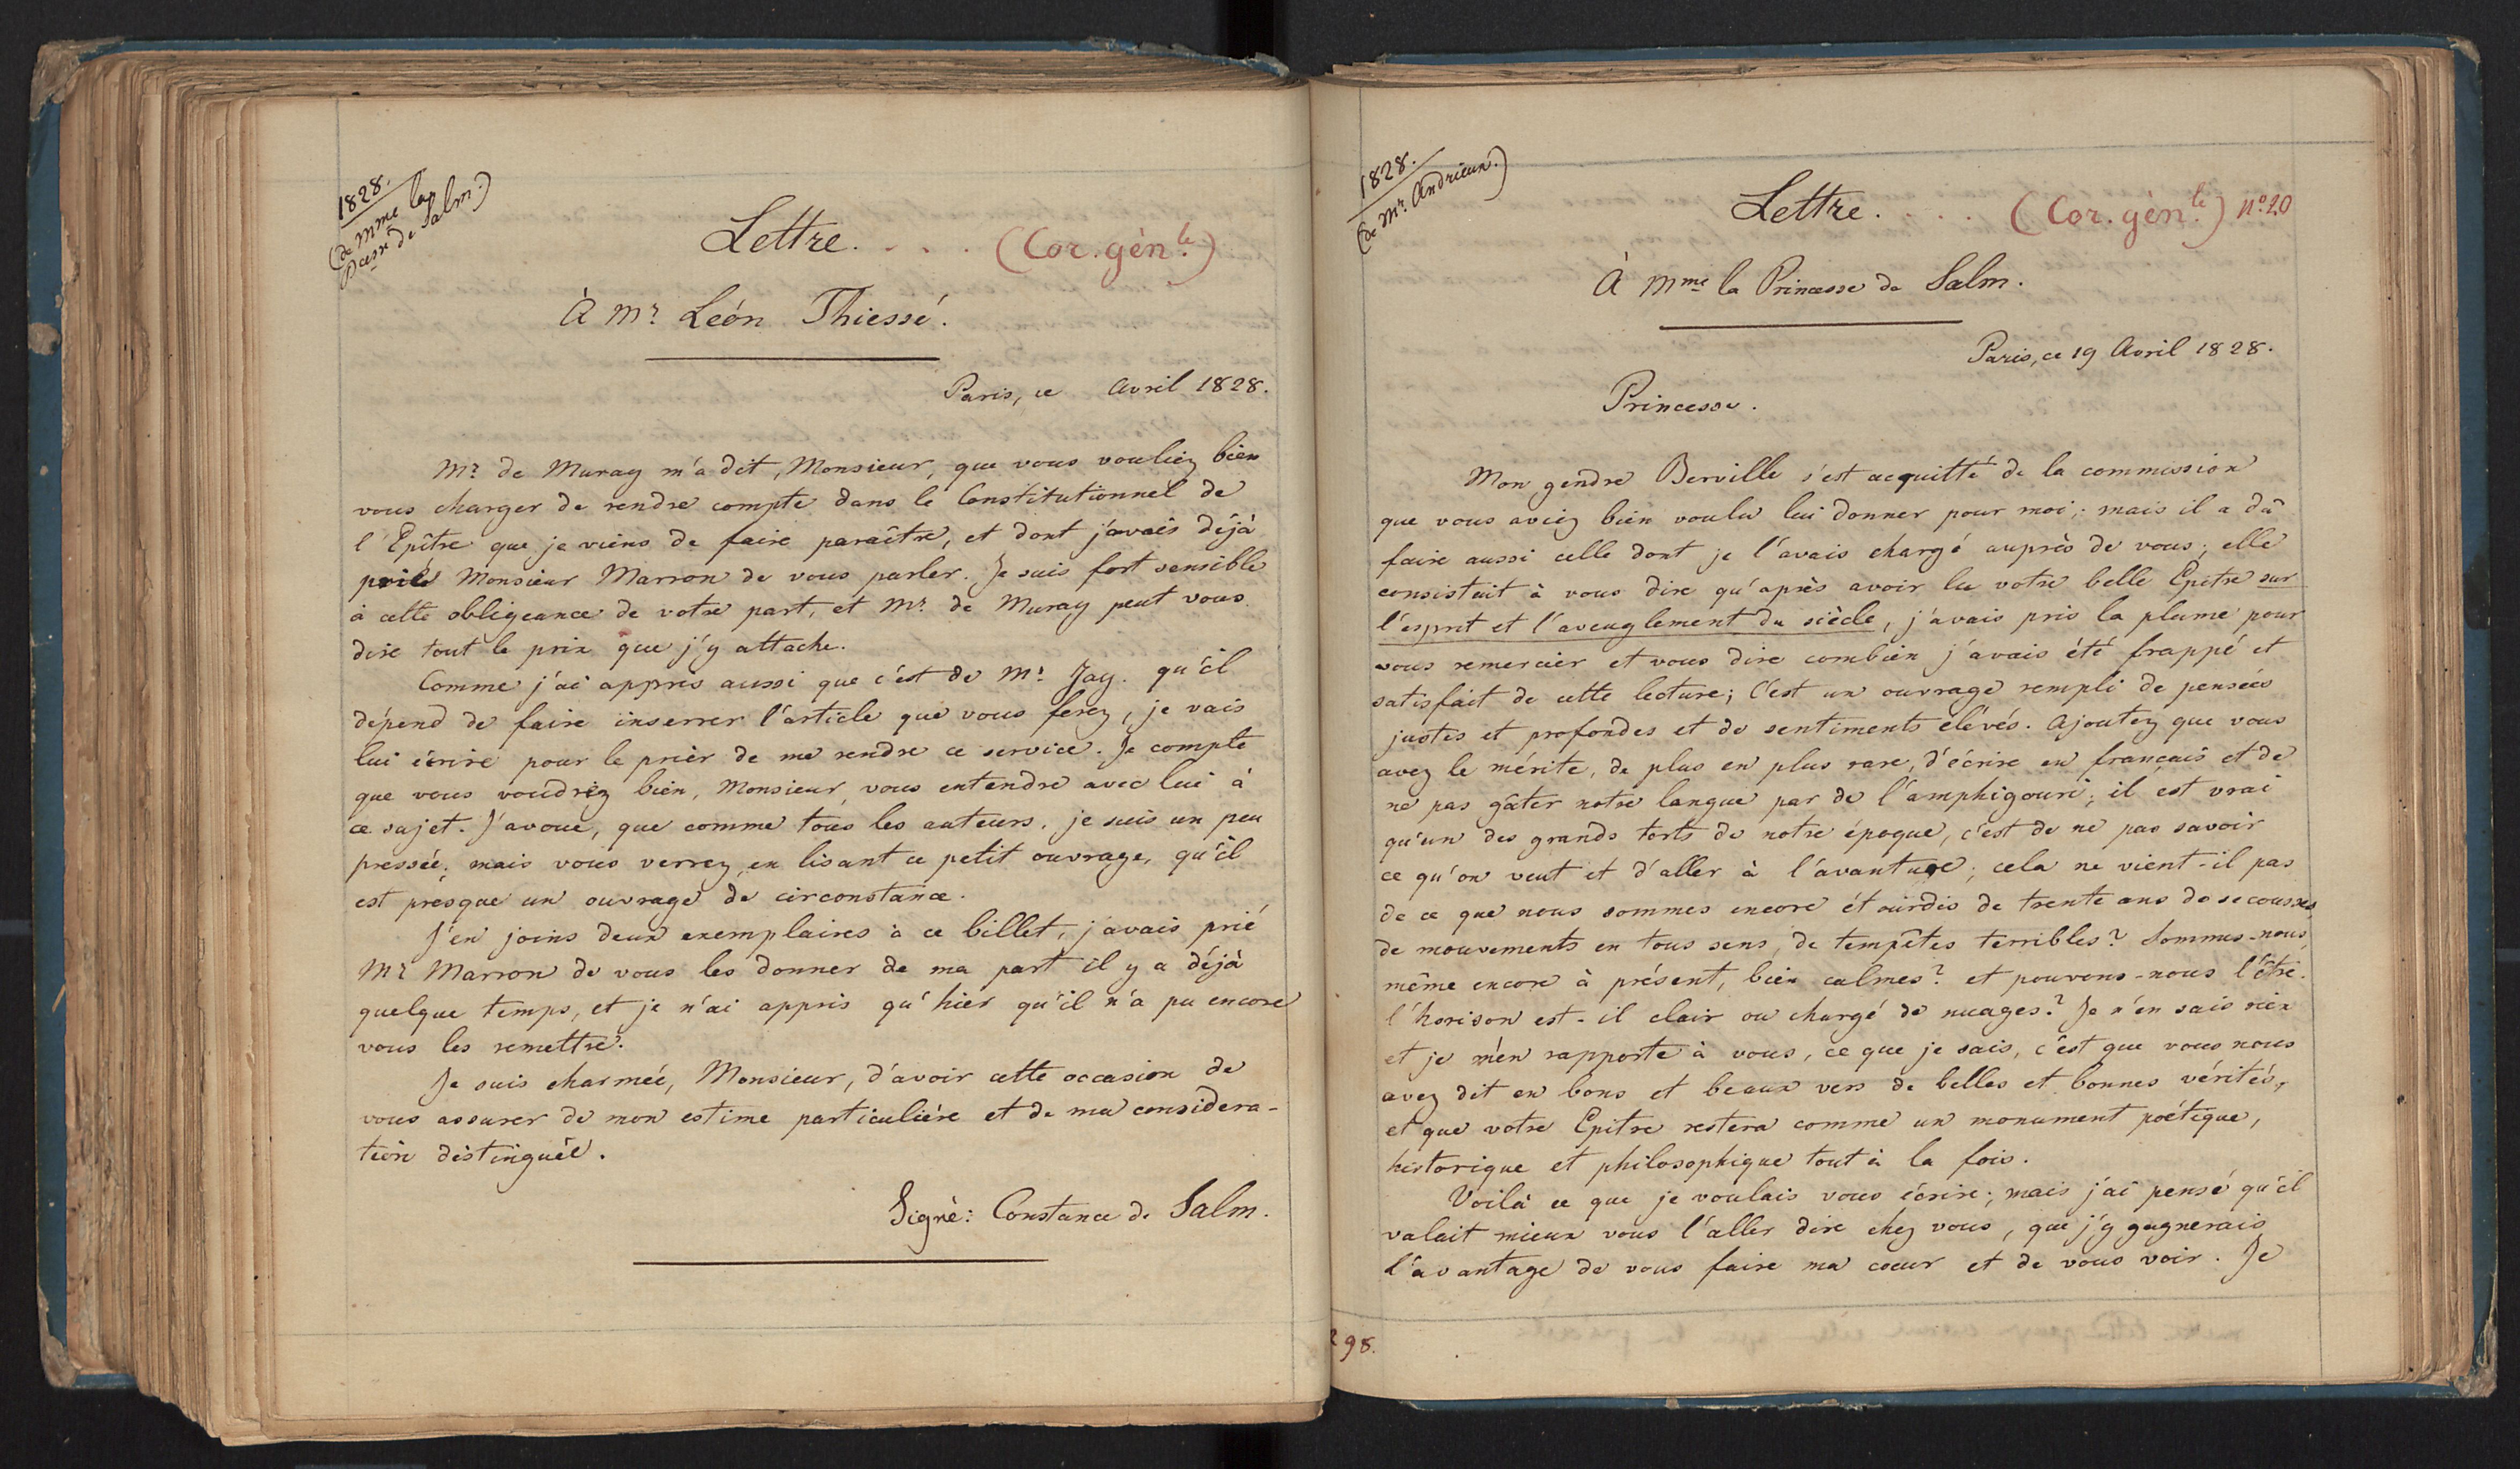 1828.
(de Mme la
Pcesse de Salm.)
Lettre. . . . (Cor. gén.le)
À Mr. Léon Thiessé.
Paris, ce Avril 1828.
Mr. de Muray m'a dit, Monsieur, que vous vouliez bien
vous charger de rendre compte dans le Constitutionnel de
l'Epître que je viens de faire paraître, et dont j'avais déjà
prié Monsieur Marron de vous parler. Je suis fort sensible
à cette obligeance de votre part, et Mr. de Muray peut vous
dire tout le prix que j'y attache.
Comme j'ai appris aussi que c'est de Mr. Jay. qu'il
dépend de faire inserrer l'article que vous ferez, je vais
lui écrire pour le prier de me rendre ce service. Je compte
que vous voudriez bien, Monsieur, vous entendre avec lui à
ce sujet. J'avoue, que comme tous les auteurs, je suis un peu
pressée; mais vous verrez, en lisant ce petit ouvrage, qu'il
est presque un ouvrage de circonstance.
J'en joins deux exemplaires à ce billet, j'avais prié
Mr. Marron de vous les donner de ma part il y a déjà
quelque temps, et je n'ai appris qu'hier qu'il n'a pu encore
vous les remettre.
Je suis charmée, Monsieur, d'avoir cette occasion de
vous assurer de mon estime particulière et de ma considera-
tion distinguée.
Signé: Constance de Salm.
1828.
(de Mr. Andrieux.)
Lettre. . . . (Cor. gén.le) No. 20
À Mme la Princesse de Salm.
Paris, ce 19 Avril 1828.
Princesse.
Mon gendre Berville s'est acquitté de la commission
que vous aviez bien voulu lui donner pour moi; mais il a dû
faire aussi celle dont je l'avais chargé auprès de vous; elle
consistait à vous dire qu'après avoir lu votre belle Epitre sur
l'esprit et l'aveuglement du siècle, j'avais pris la plume pour
vous remercier et vous dire combien j'avais été frappé et
satisfait de cette lecture; C'est un ouvrage rempli de pensées
justes et profondes et de sentiments élévés. Ajoutez que vous
avez le mérite, de plus en plus rare, d'écrire en français et de
ne pas gâter notre langue par de l'amphigouri; il est vrai
qu'un des grands torts de notre époque, c'est de ne pas savoir
ce qu'on veut et d'aller à l'avanture; cela ne vient-il pas
de ce que nous sommes encore étourdis de trente ans de secousses,
de mouvements en tous sens, de tempêtes terribles? Sommes-nous,
même encore à présent, bien calmes? et pouvons-nous l'être.
l'horison est-il clair ou chargé de nuages? Je n'en sais rien
et je m'en rapporte à vous, ce que je sais, c'est que vous nous
avez dit en bons et beaux vers de belles et bonnes vérités,
et que votre Epitre restera comme un monument poétique,
historique et philosophique tout à la fois.
Voilà ce que je voulais vous écrire; mais j'ai pensé qu'il
valait mieux vous l'aller dire chez vous, que j'y gagnerais
l'avantage de vous faire ma cour et de vous voir. Je
298.